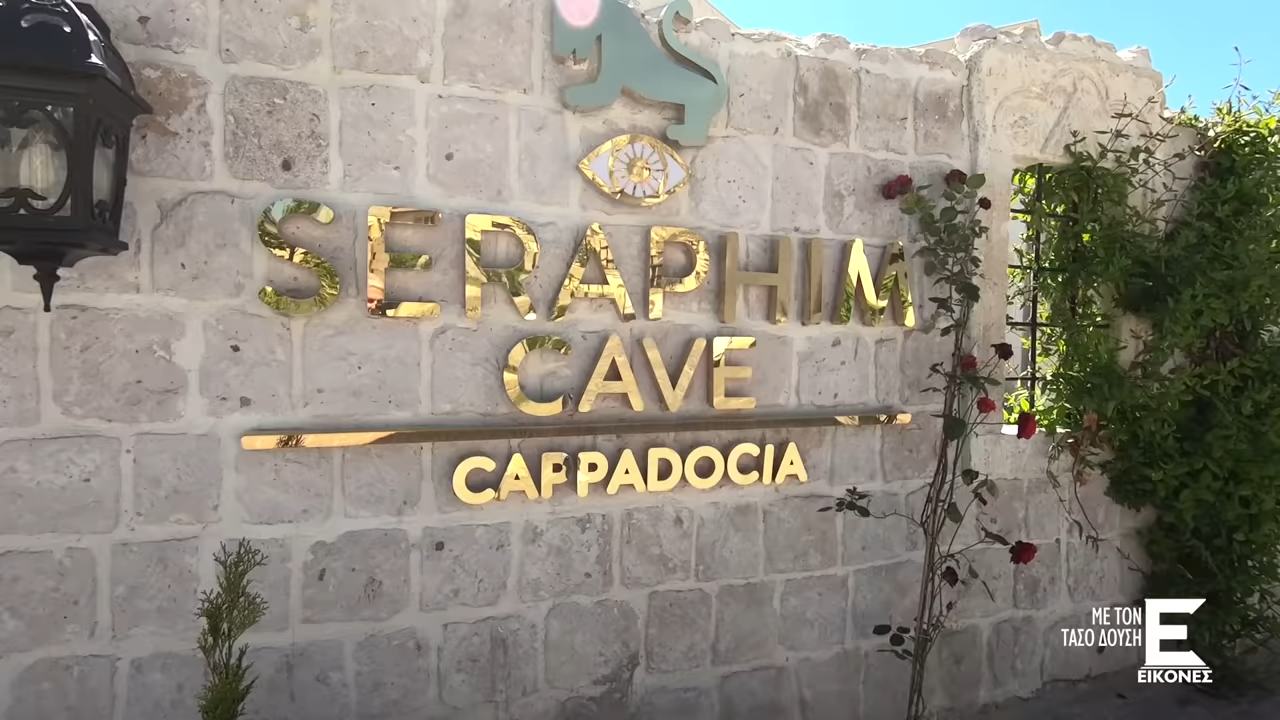 SERAPHIM
CAVE
CAPPADOCIA
ΜΕ ΤΟΝ
ΤΑΣΟ ΔΟΥΣΗ
ΕΙΚΟΝΕΣ